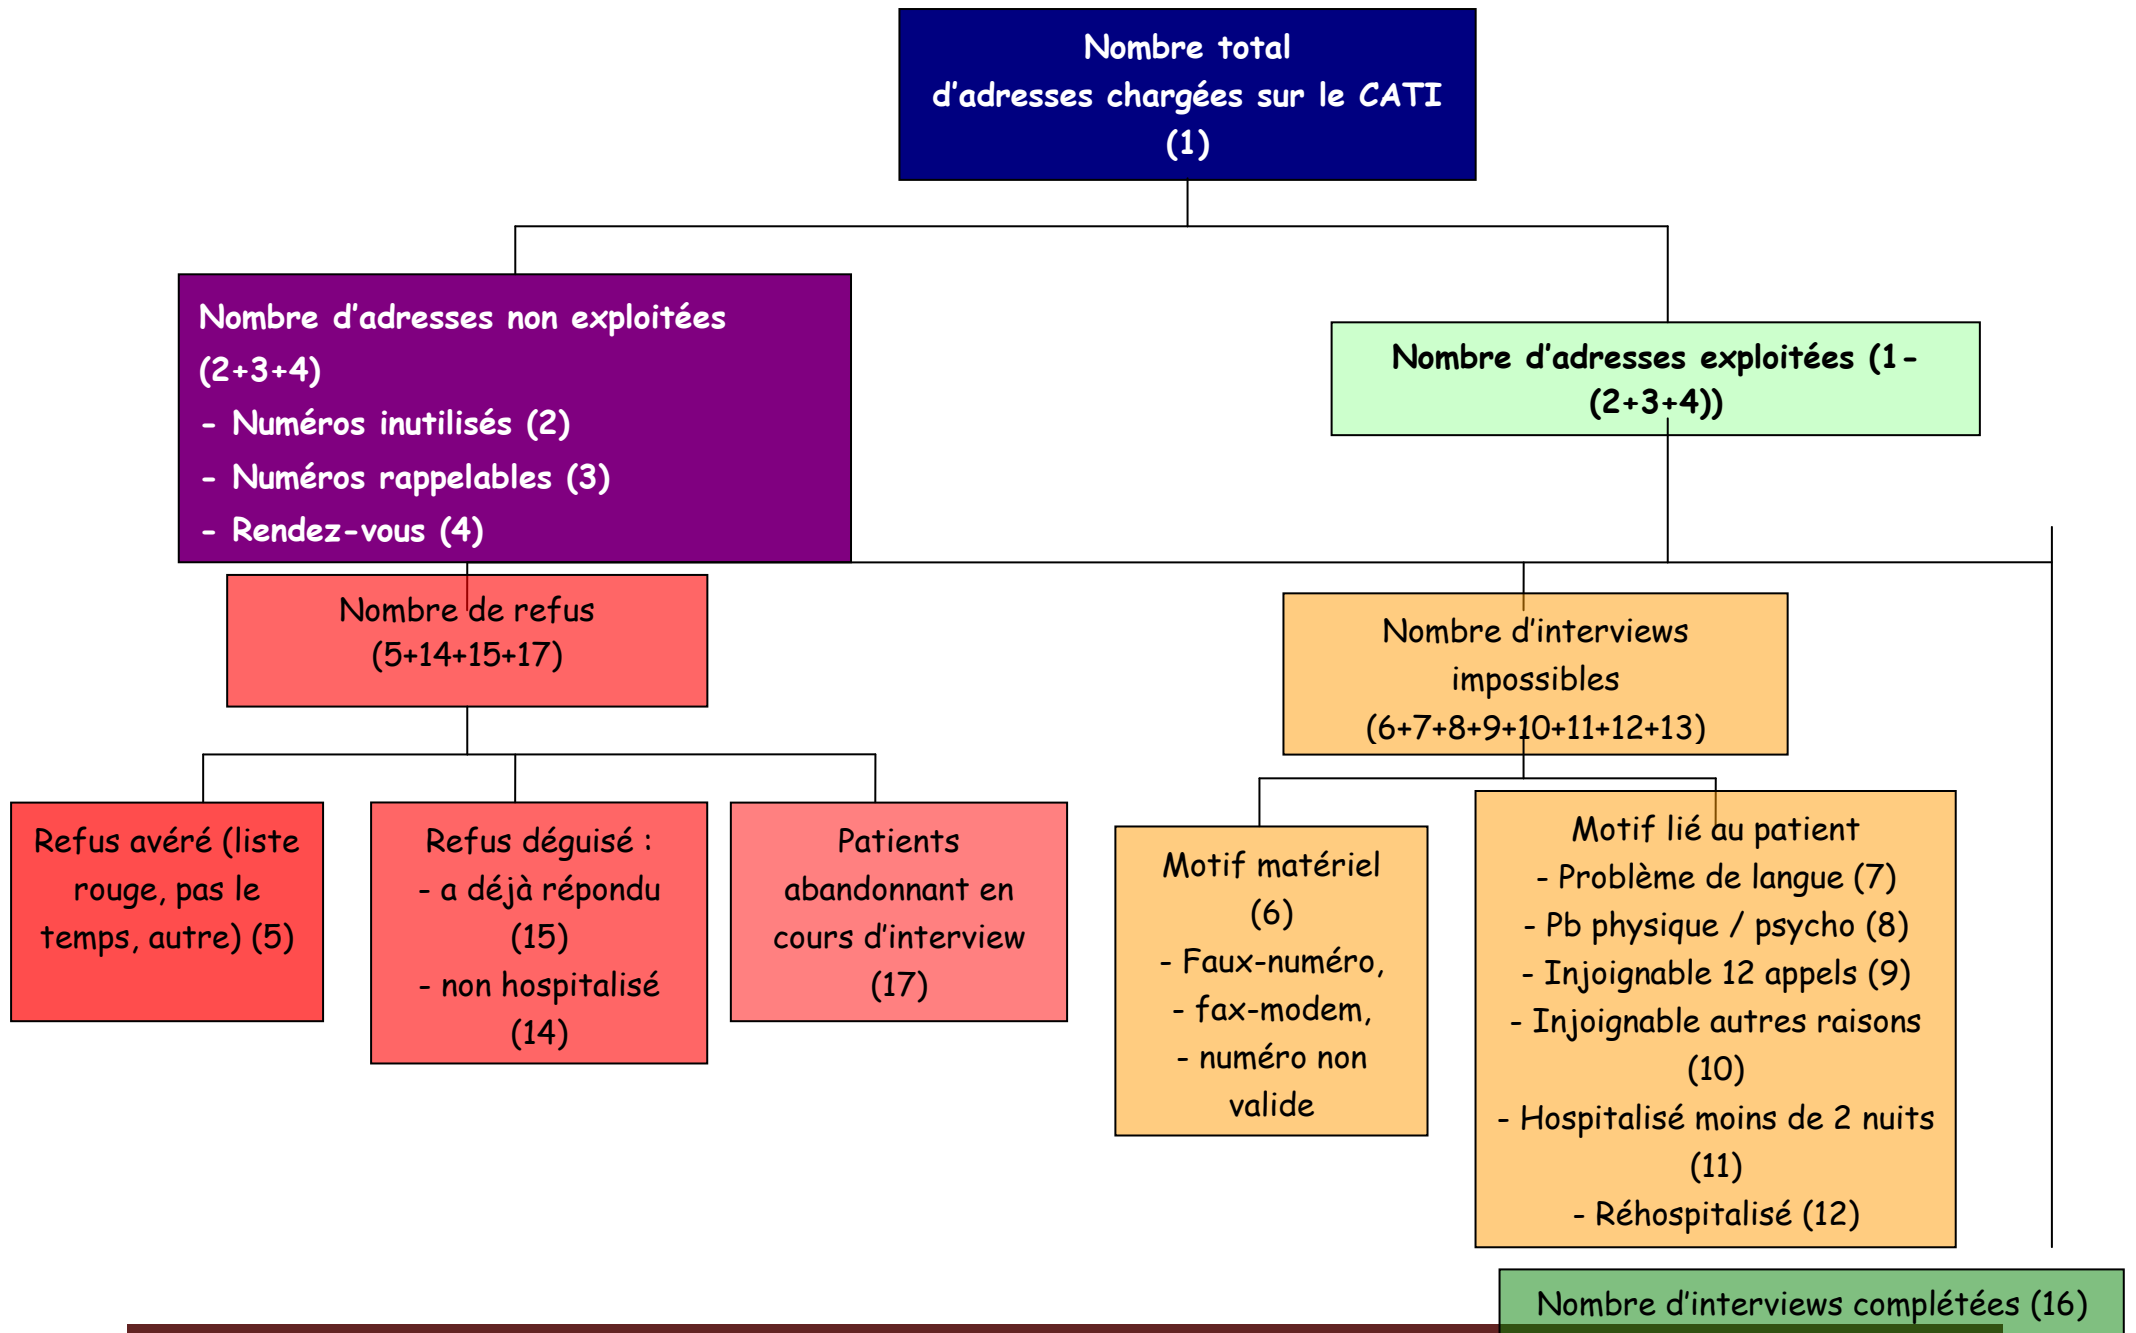 Nombre total
d'adresses chargées sur le CATI
(1)
Nombre d'adresses non exploitées
(2+3+4)
- Numéros inutilisés (2)
- Numéros rappelables (3)
- Rendez-vous (4)
Nombre d'adresses exploitées (1-
(2+3+4))
Nombre de refus
(5+14+15+17)
Nombre d'interviews
impossibles
(6+7+8+9+10+11+12+13)
Refus avéré (liste
rouge, pas le
temps, autre) (5)
Refus déguisé :
- a déjà répondu
(15)
- non hospitalisé
(14)
Patients
abandonnant en
cours d'interview
(17)
Motif matériel
(6)
- Faux-numéro,
- fax-modem,
- numéro non
valide
Motif lié au patient
- Problème de langue (7)
- Pb physique / psycho (8)
- Injoignable 12 appels (9)
- Injoignable autres raisons
(10)
- Hospitalisé moins de 2 nuits
(11)
- Réhospitalisé (12)
Nombre d'interviews complétées (16)